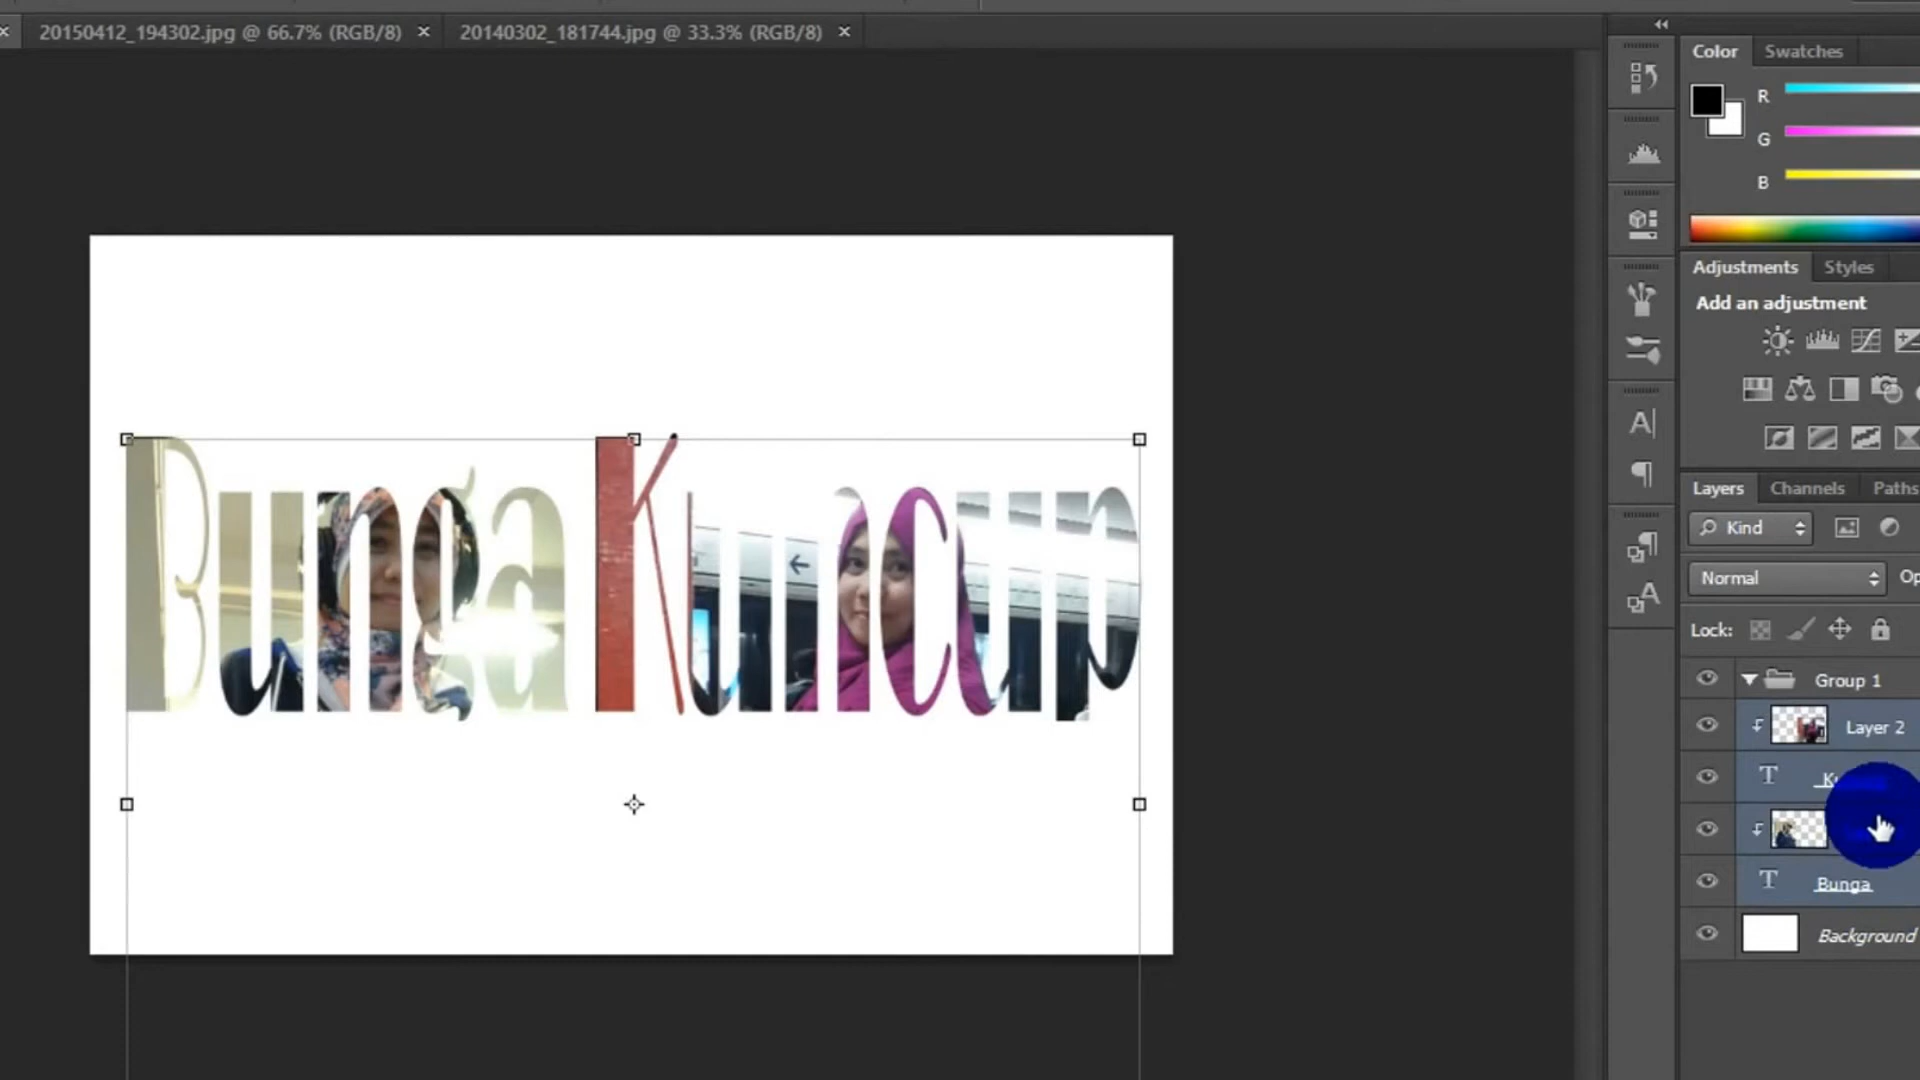 20150412_194302.jpg @ 66.7% (RGB/8)
20140302_181744.jpg @ 33.3% (RGB/8)
Color
Swatches
R
G
B
Adjustments
Styles
Add an adjustment
Layers
Channels
Paths
Kind
Normal
Lock:
Group 1
Layer 2
Bunga
Background
Bunga Kuncup